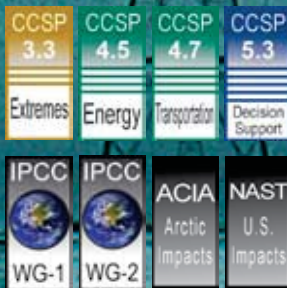 CCSP
3.3
Extremes
CCSP
4.5
Energy
CCSP
4.7
Transportation
CCSP
5.3
Decision
Support
IPCC
WG-1
IPCC
WG-2
ACIA
Arctic
Impacts
NAST
U.S.
Impacts